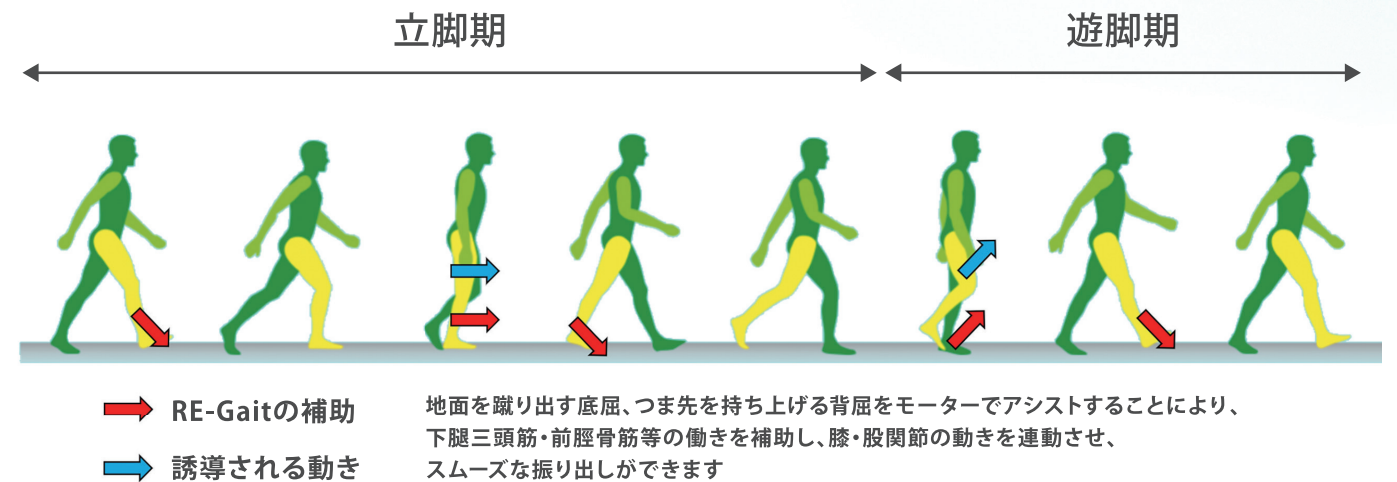 立脚期
遊脚期
RE-Gaitの補助
誘導される動き
地面を蹴り出す底屈、つま先を持ち上げる背屈をモーターでアシストすることにより、
下腿三頭筋・前脛骨筋等の働きを補助し、膝・股関節の動きを連動させ、
スムーズな振り出しができます